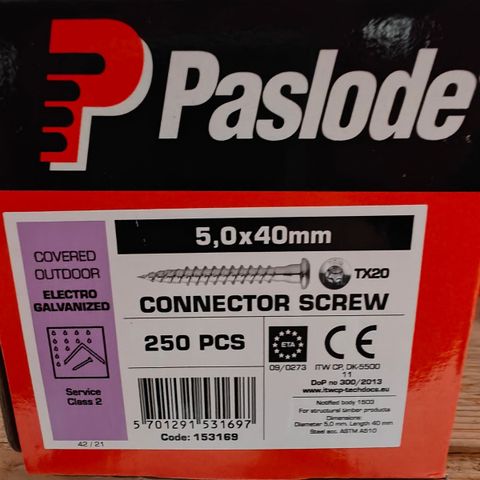 Paslode
5,0x40mm
COVERED
OUTDOOR
ELECTRO
GALVANIZED
Service
Class 2
42 / 21
TX20
CONNECTOR SCREW
250 PCS
ETA
CE
09/0273
ITW CP, DK-5500
11
DoP no 300/2013
www.itwcp-techdocs.eu
Notified body 1503
For structural timber products
Dimensions:
Diameter 5,0 mm, Length 40 mm
Steel acc. ASTM A510
5 701291 531697
Code: 153169